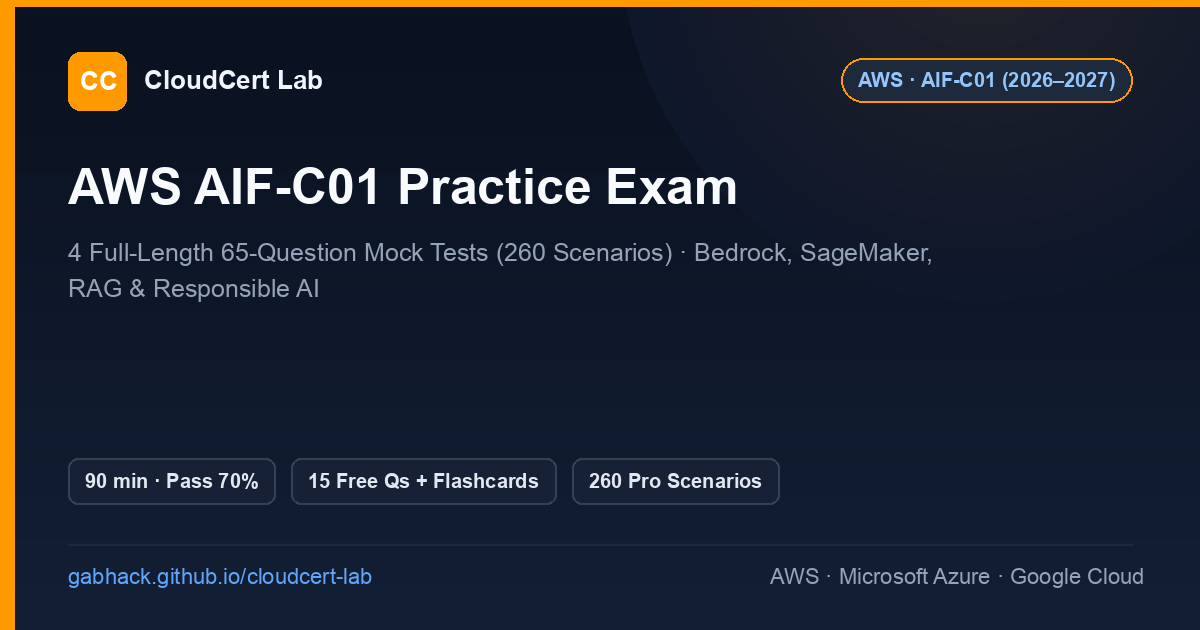 CC
CloudCert Lab
AWS · AIF-C01 (2026–2027)
AWS AIF-C01 Practice Exam
4 Full-Length 65-Question Mock Tests (260 Scenarios) · Bedrock, SageMaker,
RAG & Responsible AI
90 min · Pass 70%
15 Free Qs + Flashcards
260 Pro Scenarios
gabhack.github.io/cloudcert-lab
AWS · Microsoft Azure · Google Cloud